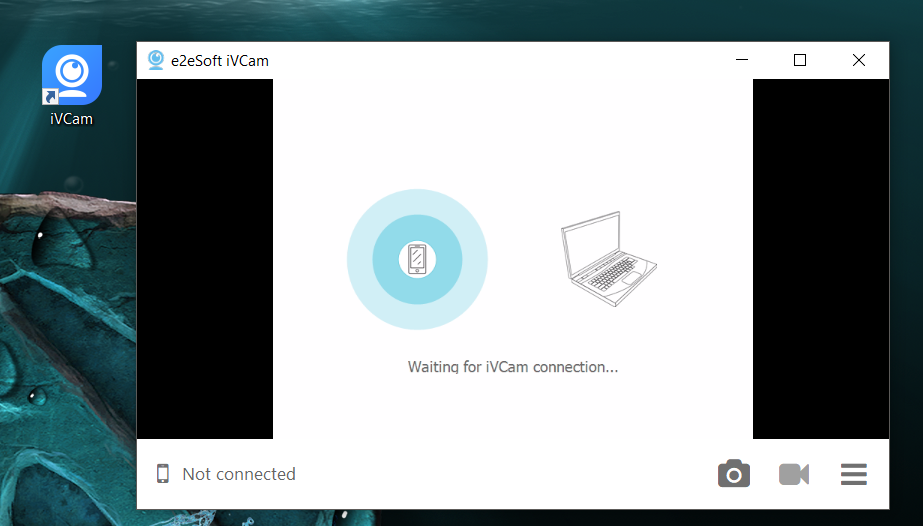 e2eSoft iVCam
iVCam
Waiting for iVCam connection...
Not connected